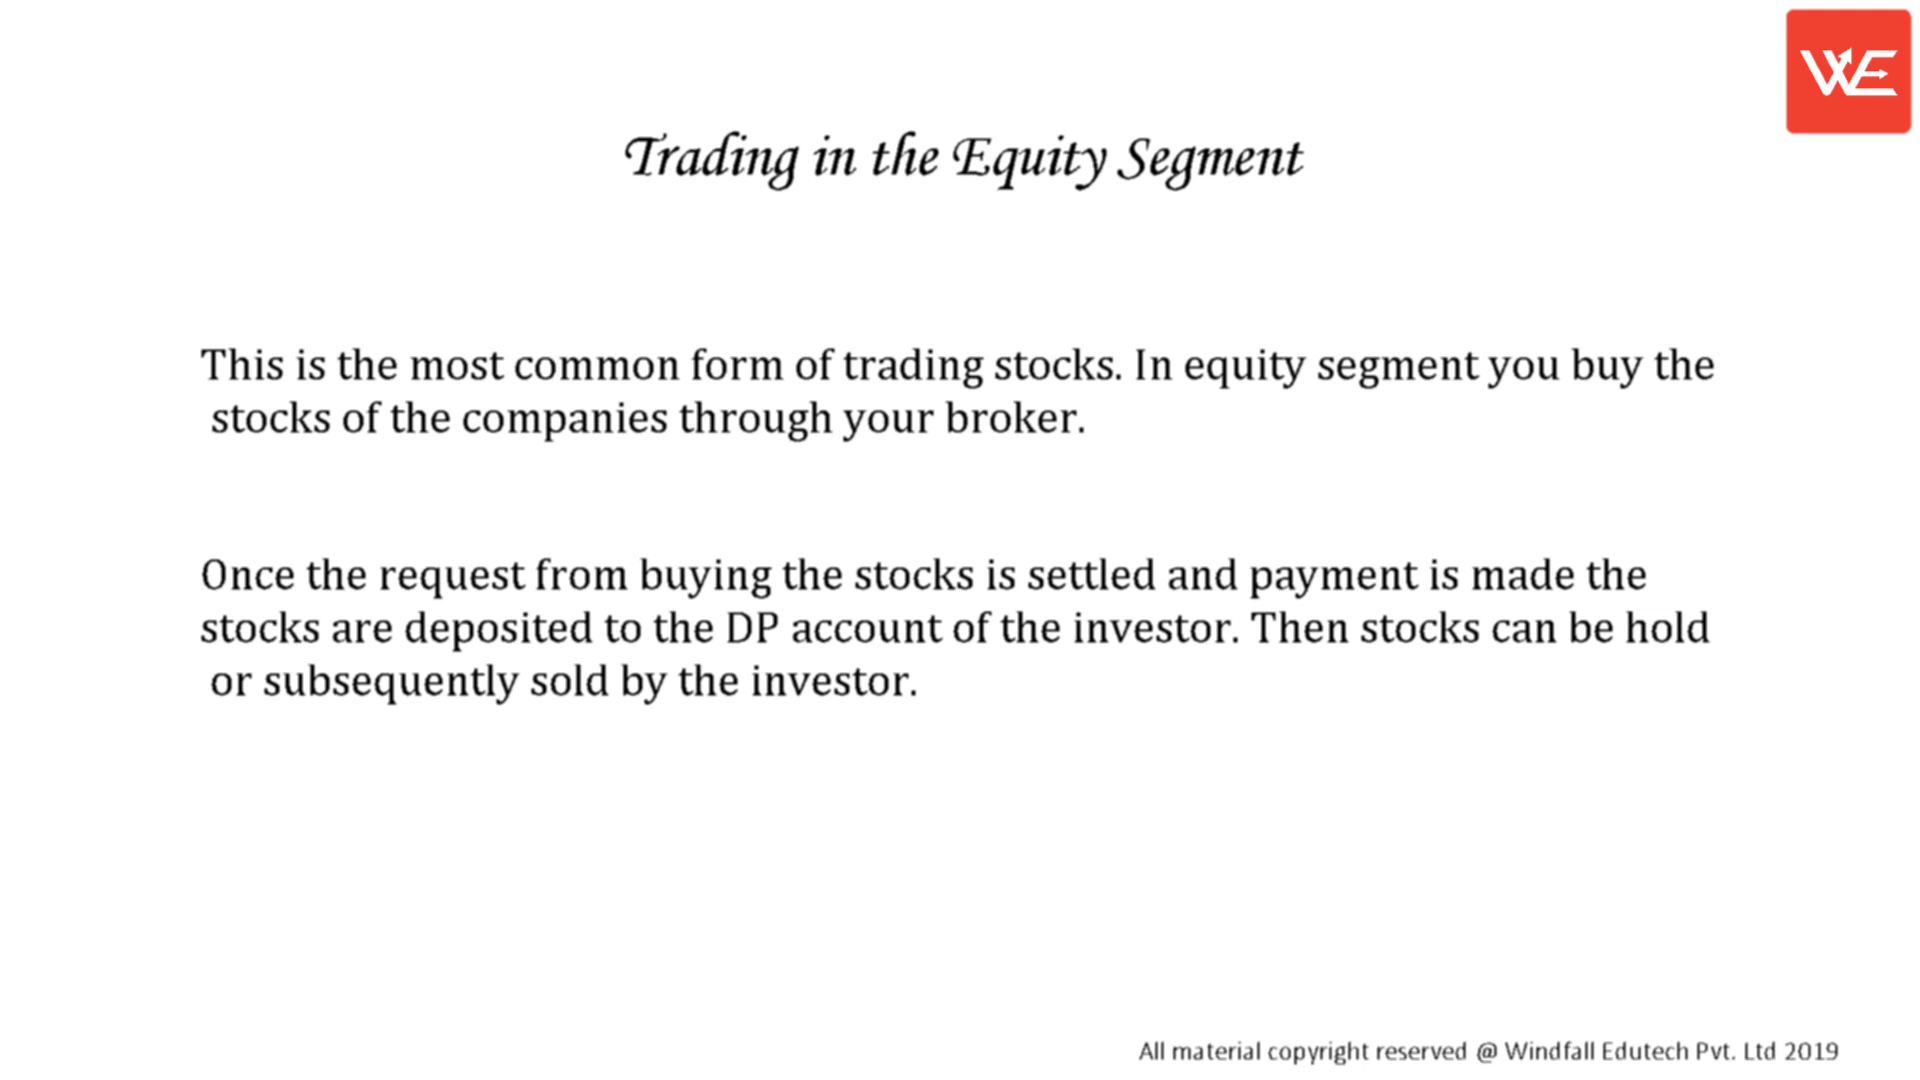 WE
Trading in the Equity Segment
This is the most common form of trading stocks. In equity segment you buy the
stocks of the companies through your broker.
Once the request from buying the stocks is settled and payment is made the
stocks are deposited to the DP account of the investor. Then stocks can be hold
or subsequently sold by the investor.
All material copyright reserved @ Windfall Edutech Pvt. Ltd 2019